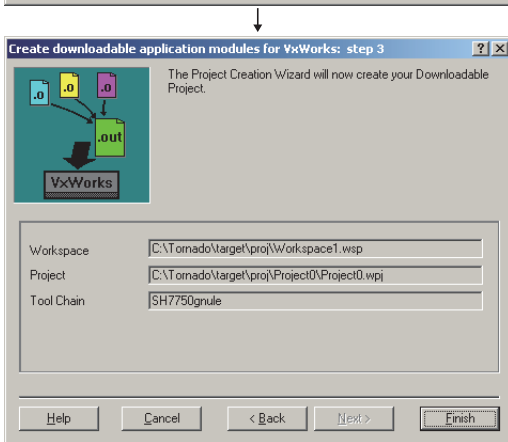 Create downloadable application modules for VxWorks: step 3
.o .o .o
The Project Creation Wizard will now create your Downloadable
Project.
.out
VxWorks
Workspace C:\Tornado\target\proj\Workspace1.wsp
Project C:\Tornado\target\proj\Project0\Project0.wpj
Tool Chain SH7750gnule
Help Cancel < Back Next > Finish